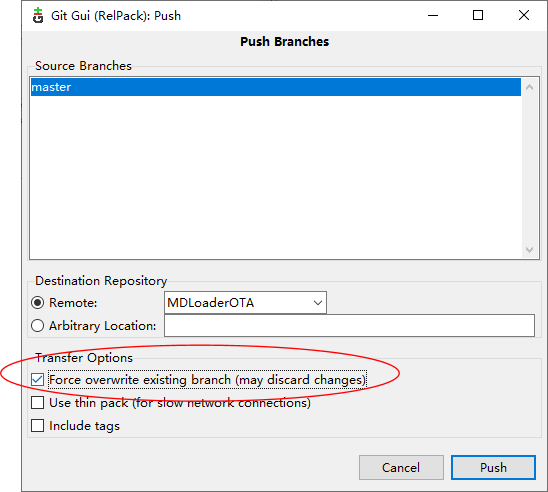 Git Gui (RelPack): Push
Push Branches
Source Branches
master
Destination Repository
Remote:
MDLoaderOTA
Arbitrary Location:
Transfer Options
Force overwrite existing branch (may discard changes)
Use thin pack (for slow network connections)
Include tags
Cancel
Push